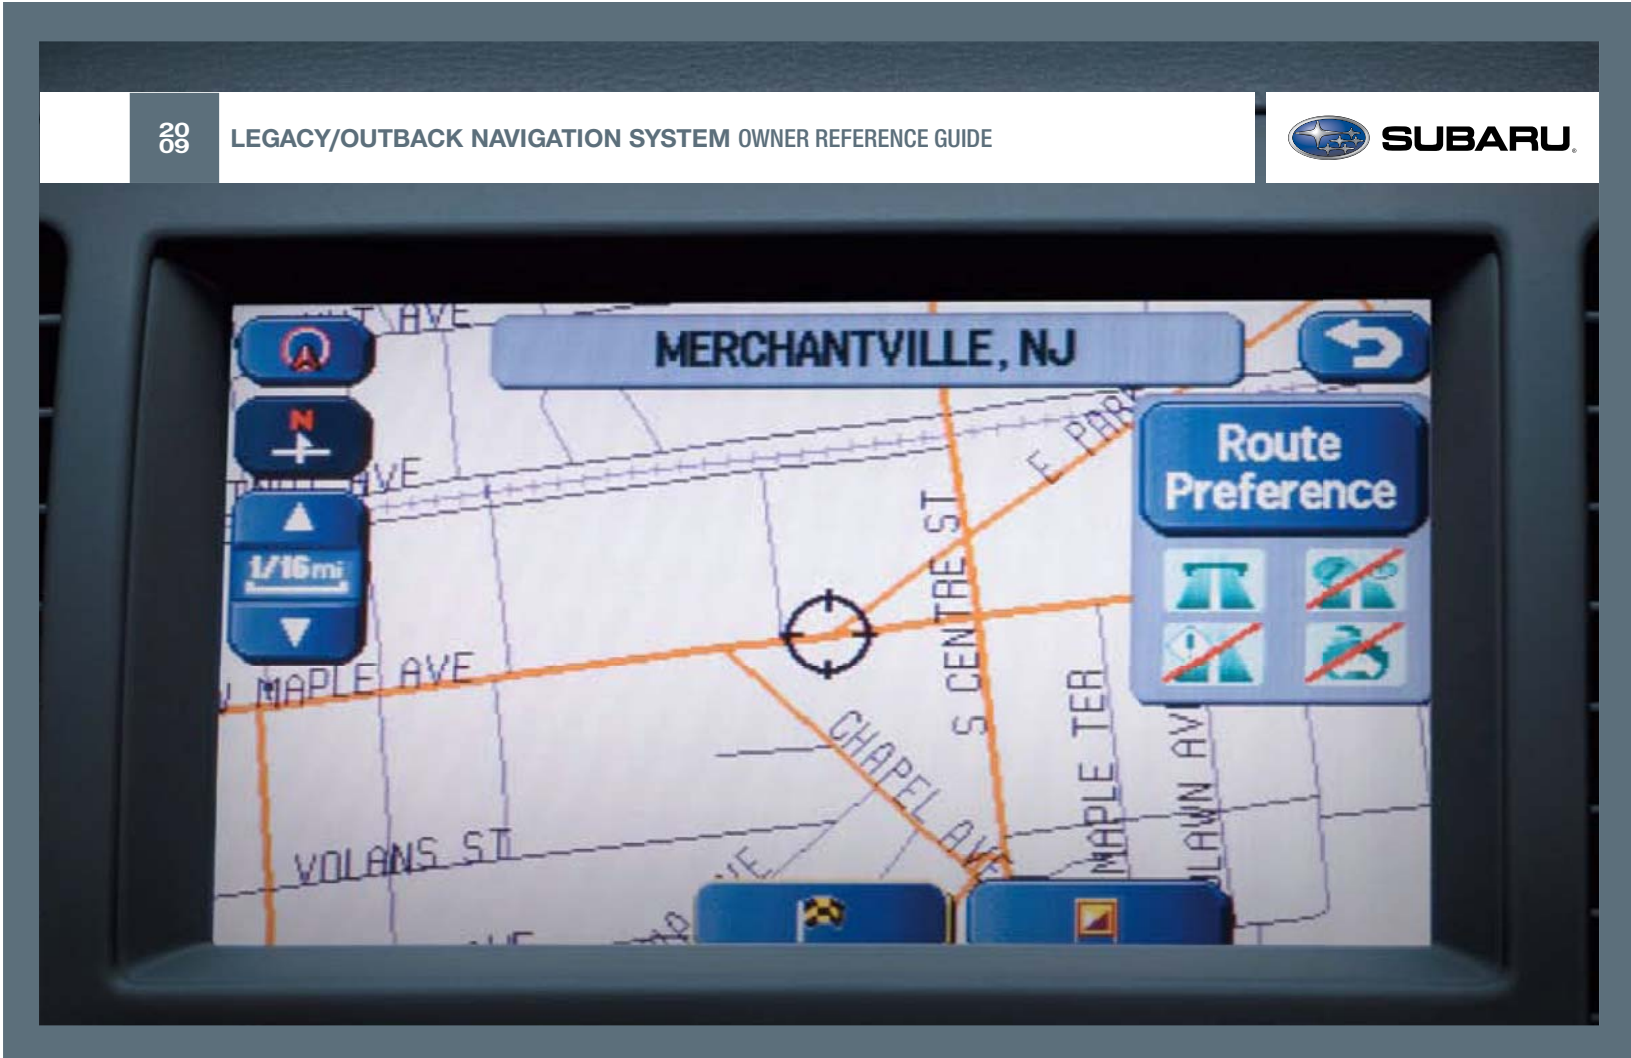 20
09
LEGACY/OUTBACK NAVIGATION SYSTEM OWNER REFERENCE GUIDE
SUBARU®
AVE
MERCHANTVILLE, NJ
N
AVE
E PARK
Route
Preference
1/16mi
S CENTRE ST
MAPLE AVE
CHAPEL AVE
MAPLE TER
VOLANS ST